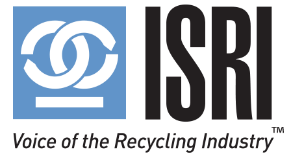 ISRI
Voice of the Recycling Industry™